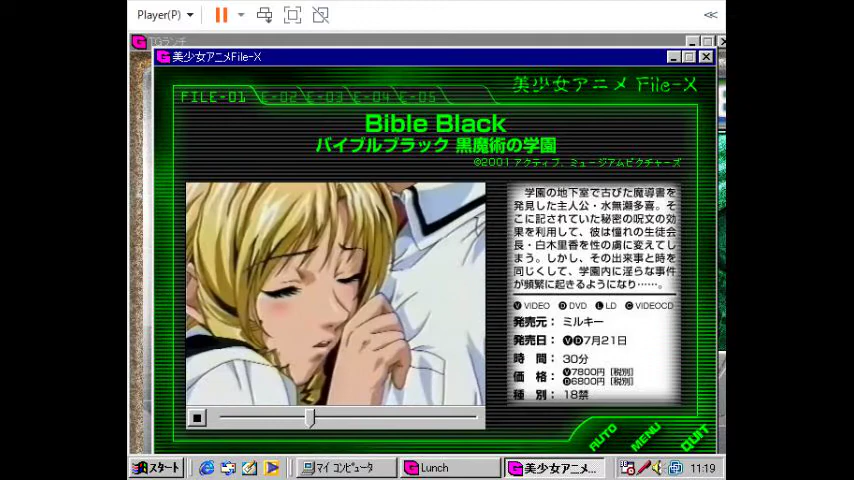 Player(P)
TGランチ
美少女アニメFile-X
美少女アニメ File-X
FILE-01 E-02 E-03 E-04 E-05
Bible Black
バイブルブラック 黒魔術の学園
©2001 アクティブ、ミュージアムピクチャーズ
学園の地下室で古びた魔導書を
発見した主人公・水無瀬多喜。そ
こに記されていた秘密の呪文の効
果を利用して、彼は憧れの生徒会
長・白木里香を性の虜に変えてし
まう。しかし、その出来事と時を
同じくして、学園内に淫らな事件
が頻繁に起きるようになり……。
V VIDEO D DVD L LD C VIDEOCD
発売元： ミルキー
発売日： VD7月21日
時　間： 30分
価　格： V7800円［税別］
D6800円［税別］
種　別： 18禁
AUTO MENU QUIT
スタート マイ コンピュータ Lunch 美少女アニメ... 11:19